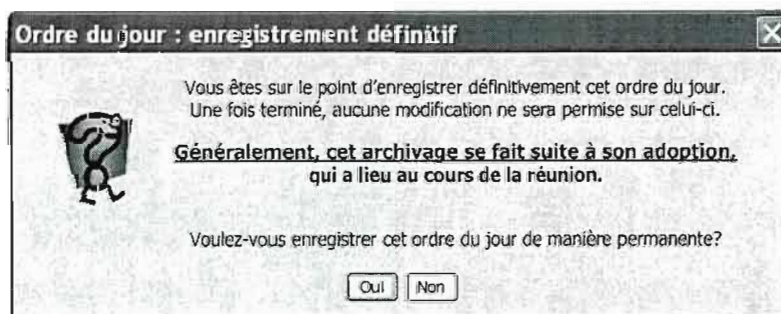 Ordre du jour : enregistrement définitif
Vous êtes sur le point d'enregistrer définitivement cet ordre du jour.
Une fois terminé, aucune modification ne sera permise sur celui-ci.
Généralement, cet archivage se fait suite à son adoption,
qui a lieu au cours de la réunion.
Voulez-vous enregistrer cet ordre du jour de manière permanente?
Oui Non